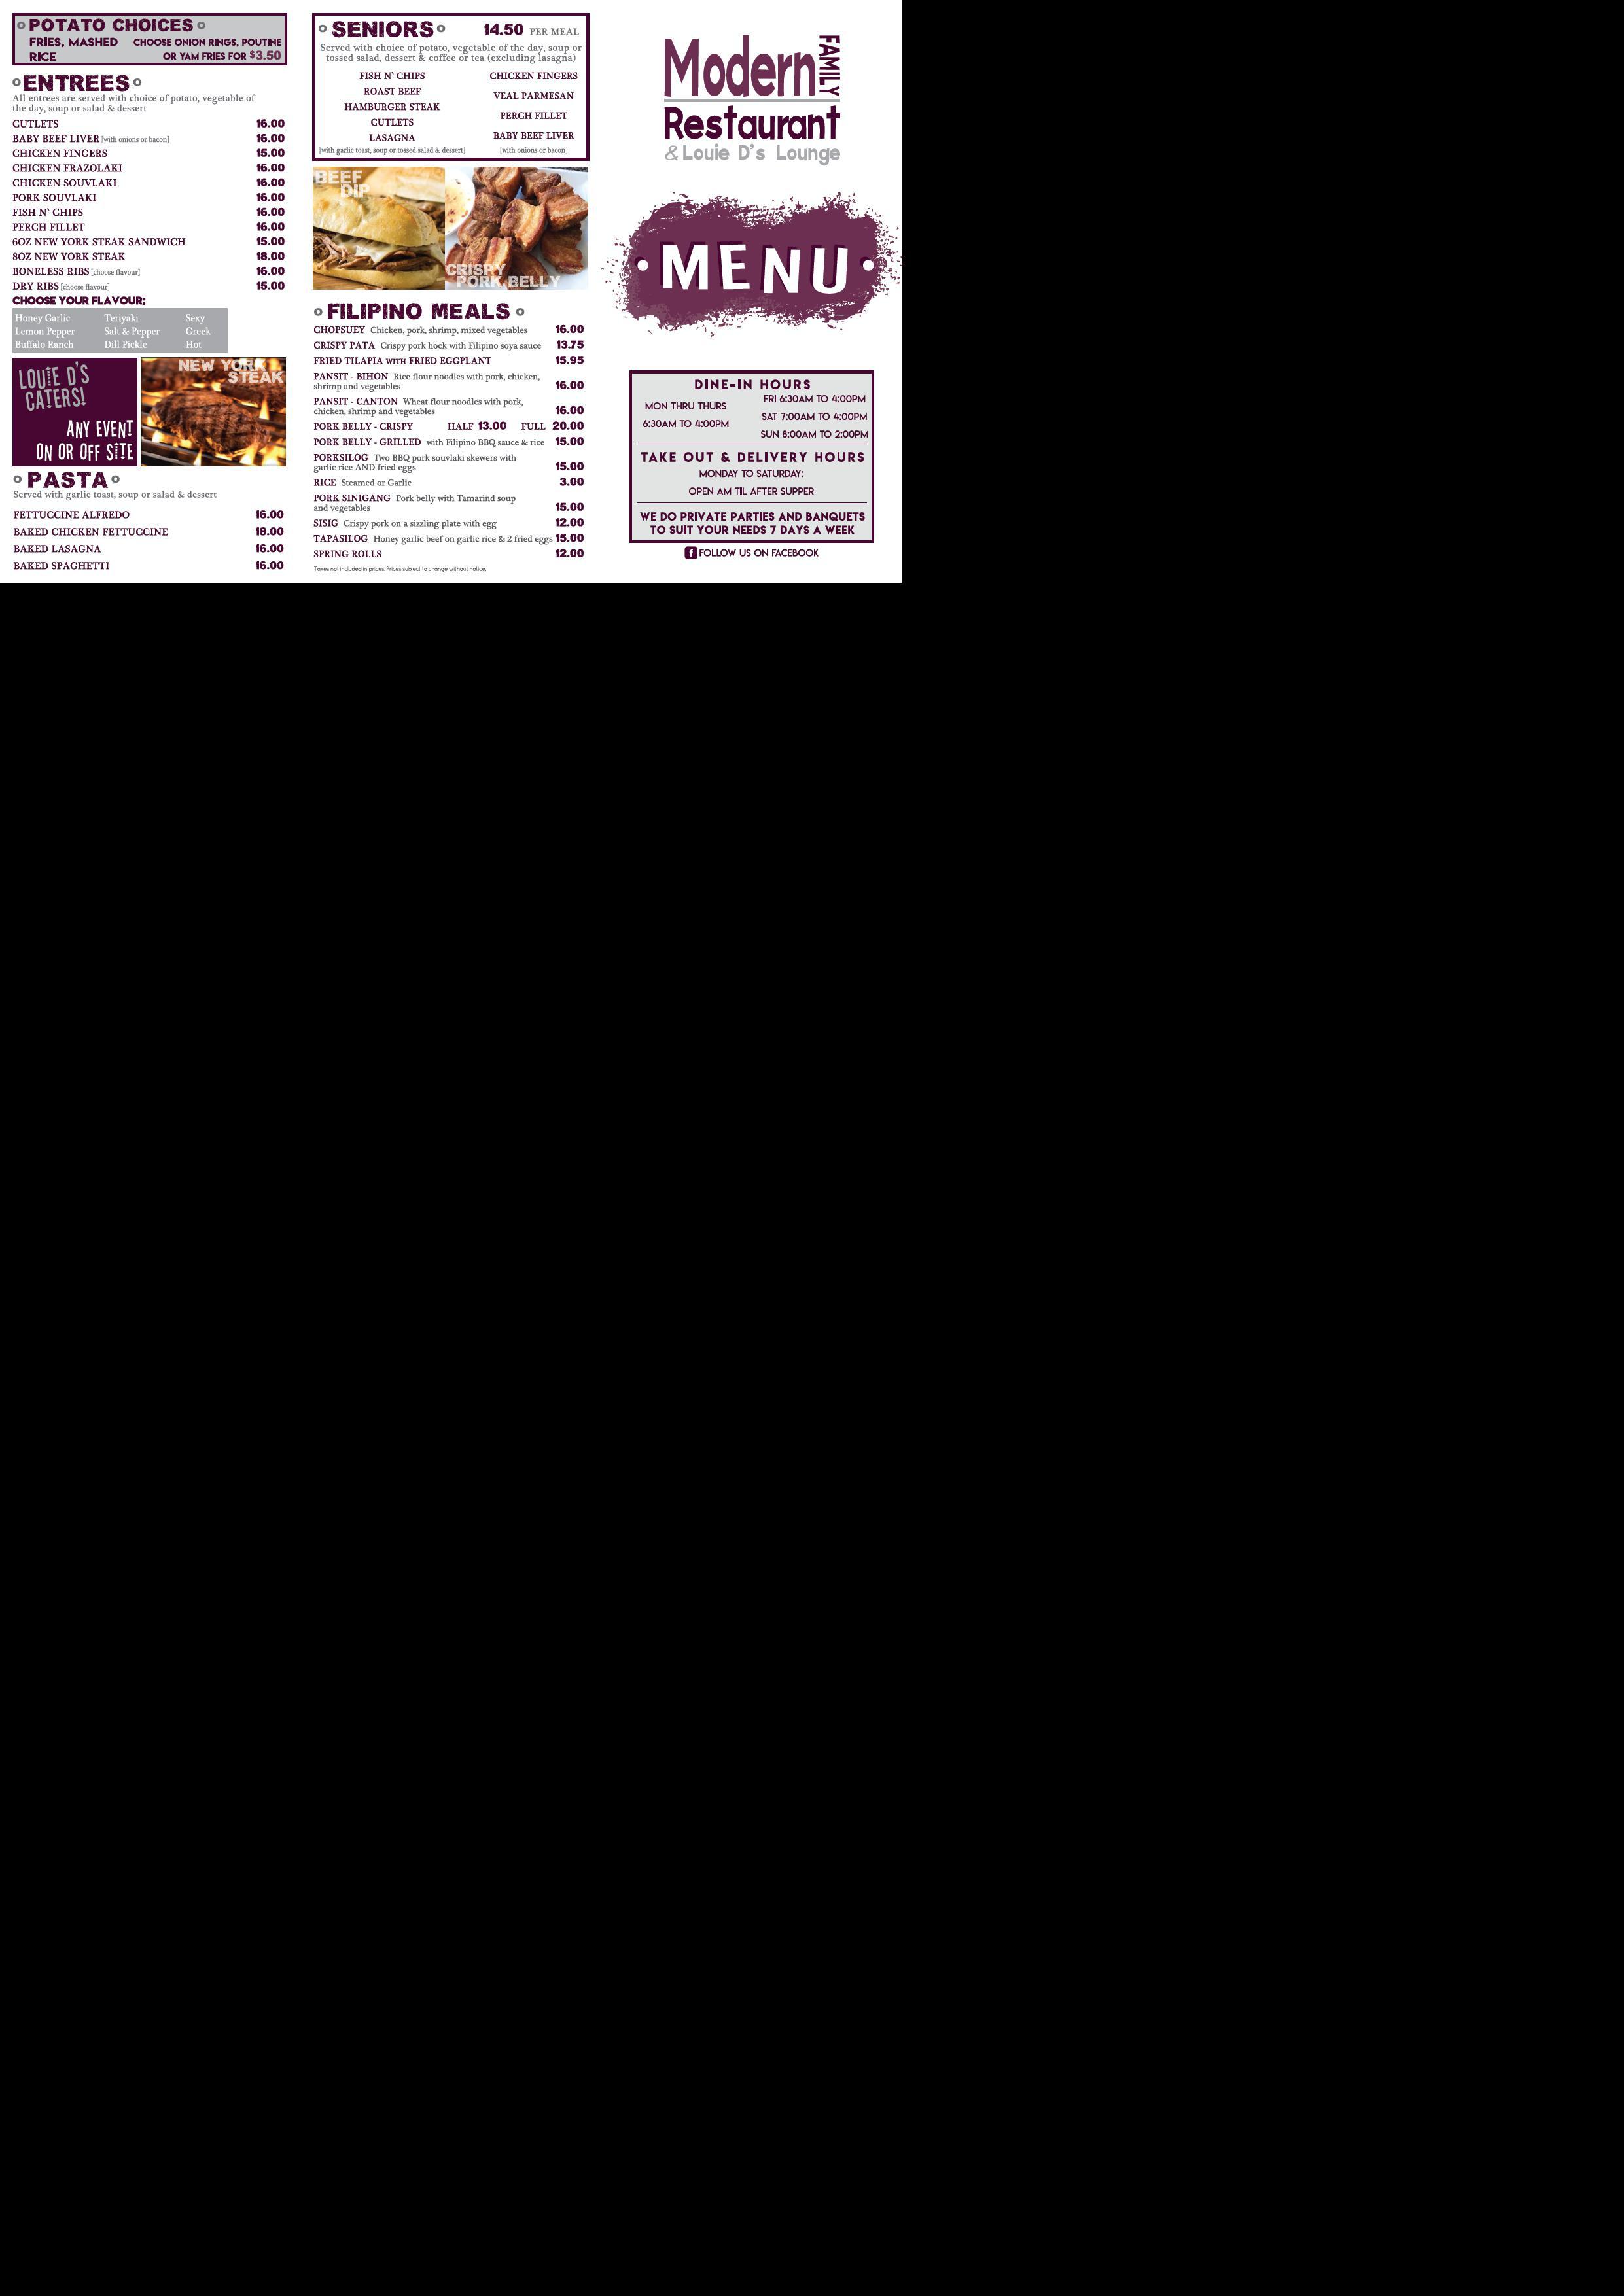 POTATO CHOICES
FRIES, MASHED
RICE
CHOOSE ONION RINGS, POUTINE
OR YAM FRIES FOR $3.50
ENTREES
All entrees are served with choice of potato, vegetable of
the day, soup or salad & dessert
CUTLETS 16.00
BABY BEEF LIVER [with onions or bacon] 16.00
CHICKEN FINGERS 15.00
CHICKEN FRAZOLAKI 16.00
CHICKEN SOUVLAKI 16.00
PORK SOUVLAKI 16.00
FISH N` CHIPS 16.00
PERCH FILLET 16.00
6OZ NEW YORK STEAK SANDWICH 15.00
8OZ NEW YORK STEAK 18.00
BONELESS RIBS [choose flavour] 16.00
DRY RIBS [choose flavour] 15.00
CHOOSE YOUR FLAVOUR:
Honey Garlic Teriyaki Sexy
Lemon Pepper Salt & Pepper Greek
Buffalo Ranch Dill Pickle Hot
LOUIE D'S
CATERS!
ANY EVENT
ON OR OFF SITE
NEW YORK
STEAK
PASTA
Served with garlic toast, soup or salad & dessert
FETTUCCINE ALFREDO 16.00
BAKED CHICKEN FETTUCCINE 18.00
BAKED LASAGNA 16.00
BAKED SPAGHETTI 16.00
SENIORS 14.50 PER MEAL
Served with choice of potato, vegetable of the day, soup or
tossed salad, dessert & coffee or tea (excluding lasagna)
FISH N` CHIPS
ROAST BEEF
HAMBURGER STEAK
CUTLETS
LASAGNA
[with garlic toast, soup or tossed salad & dessert]
CHICKEN FINGERS
VEAL PARMESAN
PERCH FILLET
BABY BEEF LIVER
[with onions or bacon]
BEEF
DIP
CRISPY
PORK BELLY
FILIPINO MEALS
CHOPSUEY Chicken, pork, shrimp, mixed vegetables 16.00
CRISPY PATA Crispy pork hock with Filipino soya sauce 13.75
FRIED TILAPIA WITH FRIED EGGPLANT 15.95
PANSIT - BIHON Rice flour noodles with pork, chicken,
shrimp and vegetables 16.00
PANSIT - CANTON Wheat flour noodles with pork,
chicken, shrimp and vegetables 16.00
PORK BELLY - CRISPY HALF 13.00 FULL 20.00
PORK BELLY - GRILLED with Filipino BBQ sauce & rice 15.00
PORKSILOG Two BBQ pork souvlaki skewers with
garlic rice AND fried eggs 15.00
RICE Steamed or Garlic 3.00
PORK SINIGANG Pork belly with Tamarind soup
and vegetables 15.00
SISIG Crispy pork on a sizzling plate with egg 12.00
TAPASILOG Honey garlic beef on garlic rice & 2 fried eggs 15.00
SPRING ROLLS 12.00
Taxes not included in prices. Prices subject to change without notice.
Modern FAMILY
Restaurant
& Louie D's Lounge
MENU
DINE-IN HOURS
MON THRU THURS
6:30AM TO 4:00PM
FRI 6:30AM TO 4:00PM
SAT 7:00AM TO 4:00PM
SUN 8:00AM TO 2:00PM
TAKE OUT & DELIVERY HOURS
MONDAY TO SATURDAY:
OPEN AM TIL AFTER SUPPER
WE DO PRIVATE PARTIES AND BANQUETS
TO SUIT YOUR NEEDS 7 DAYS A WEEK
f FOLLOW US ON FACEBOOK